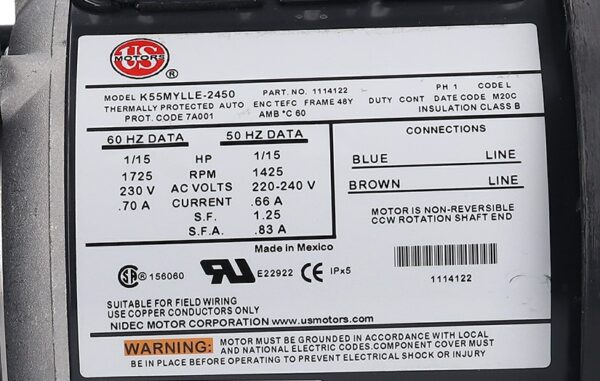 US
MOTORS
®
MODEL K55MYLLE-2450 PART NO. 1114122 PH 1 CODE L
THERMALLY PROTECTED AUTO ENC TEFC FRAME 48Y DUTY CONT DATE CODE M20C
PROT. CODE 7A001 AMB °C 60 INSULATION CLASS B
60 HZ DATA 50 HZ DATA
1/15 HP 1/15
1725 RPM 1425
230 V AC VOLTS 220-240 V
.70 A CURRENT .66 A
S.F. 1.25
S.F.A. .83 A
BLUE LINE
BROWN LINE
CONNECTIONS
MOTOR IS NON-REVERSIBLE
CCW ROTATION SHAFT END
Made in Mexico
SA ® 156060 RU E22922 CE IPx5
1114122
SUITABLE FOR FIELD WIRING
USE COPPER CONDUCTORS ONLY
NIDEC MOTOR CORPORATION www.usmotors.com
WARNING: MOTOR MUST BE GROUNDED IN ACCORDANCE WITH LOCAL
AND NATIONAL ELECTRIC CODES.COMPONENT COVER MUST
BE IN PLACE BEFORE OPERATING TO PREVENT ELECTRICAL SHOCK OR INJURY